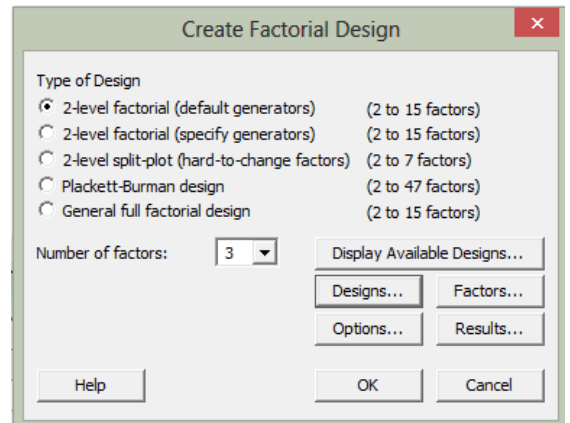 Create Factorial Design
Type of Design
2-level factorial (default generators) (2 to 15 factors)
2-level factorial (specify generators) (2 to 15 factors)
2-level split-plot (hard-to-change factors) (2 to 7 factors)
Plackett-Burman design (2 to 47 factors)
General full factorial design (2 to 15 factors)
Number of factors: 3 Display Available Designs...
Designs... Factors...
Options... Results...
Help OK Cancel